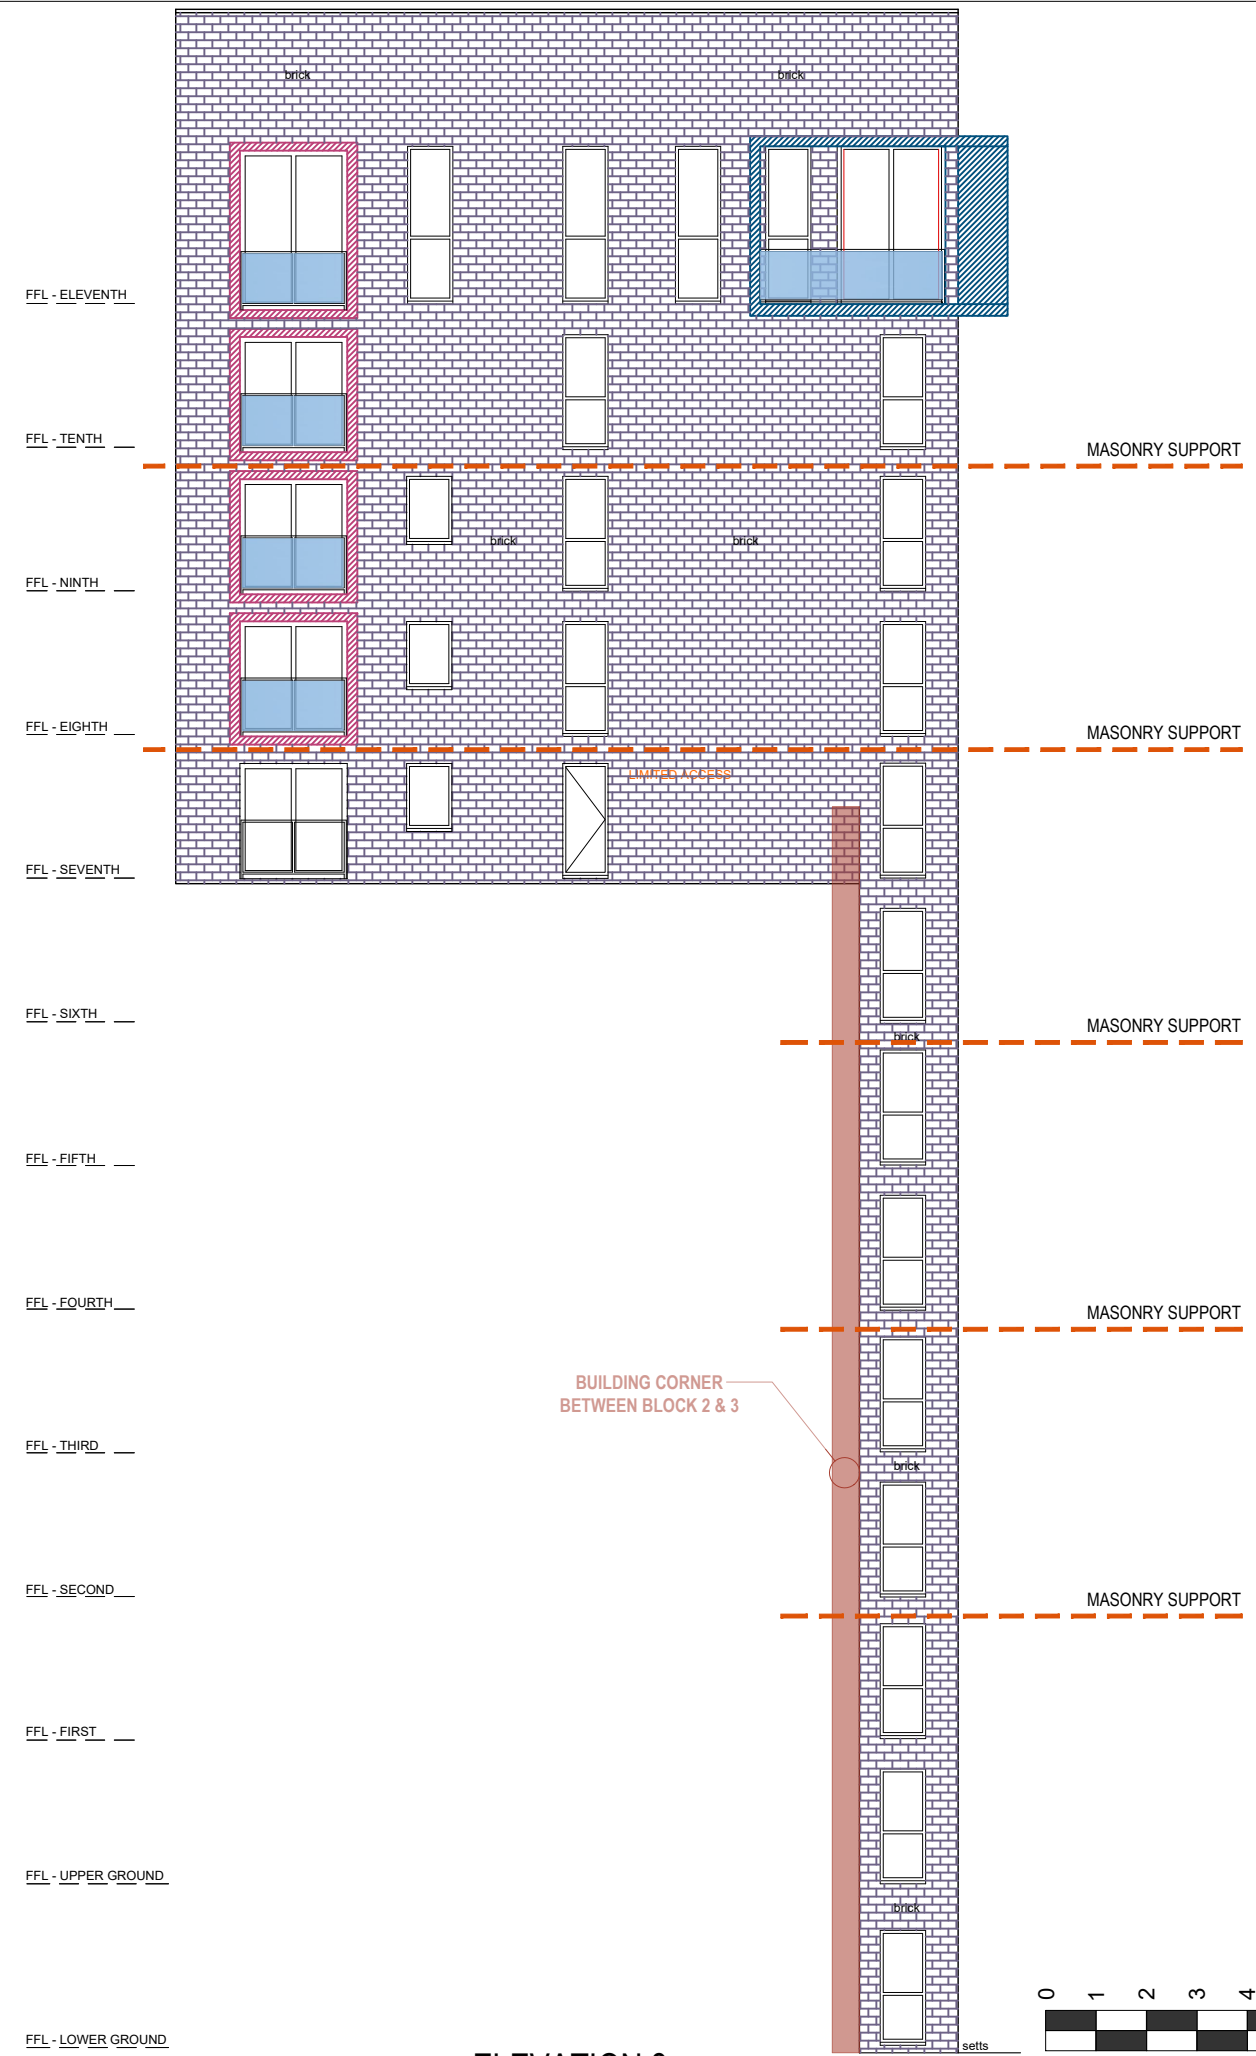 brick
brick
FFL - ELEVENTH
FFL - TENTH
MASONRY SUPPORT
brick
brick
FFL - NINTH
FFL - EIGHTH
MASONRY SUPPORT
LIMITED ACCESS
FFL - SEVENTH
FFL - SIXTH
MASONRY SUPPORT
brick
FFL - FIFTH
FFL - FOURTH
MASONRY SUPPORT
BUILDING CORNER
BETWEEN BLOCK 2 & 3
FFL - THIRD
brick
FFL - SECOND
MASONRY SUPPORT
FFL - FIRST
FFL - UPPER GROUND
brick
0 1 2 3 4
FFL - LOWER GROUND
setts
ELEVATION